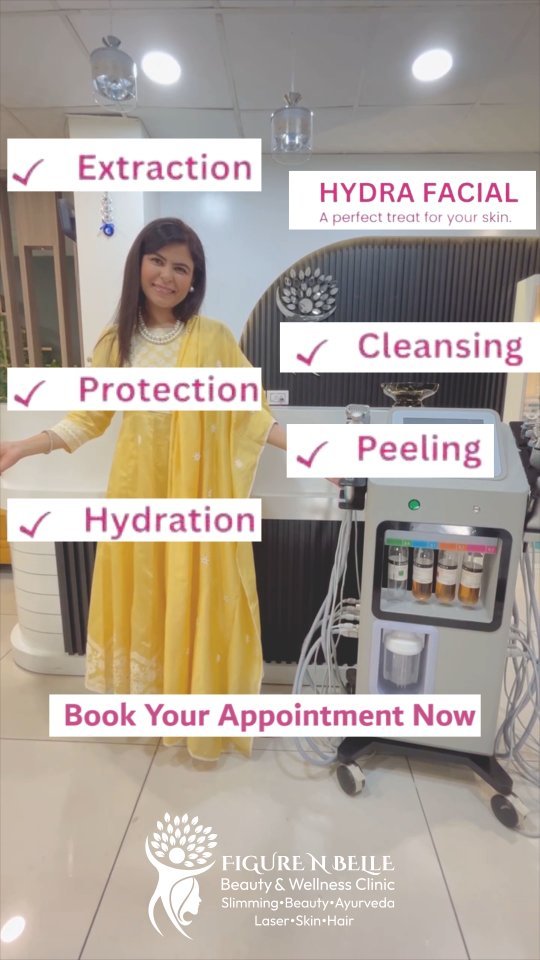 ✓ Extraction
HYDRA FACIAL
A perfect treat for your skin.
✓ Cleansing
✓ Protection
✓ Peeling
✓ Hydration
Book Your Appointment Now
FIGURE N BELLE
Beauty & Wellness Clinic
Slimming•Beauty•Ayurveda
Laser•Skin•Hair